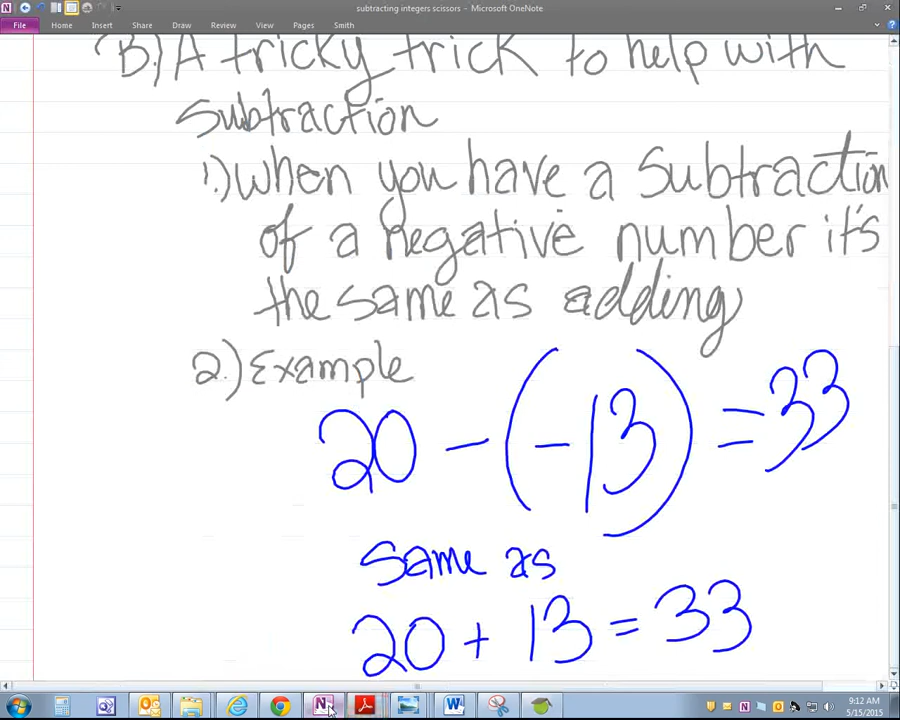 subtracting integers scissors - Microsoft OneNote
File Home Insert Share Draw Review View Pages Smith
B.) A tricky trick to help with
subtraction
1.) when you have a subtraction
of a negative number it's
the same as adding
2.) Example
20 - (-13) = 33
same as
20 + 13 = 33
9:12 AM
5/15/2015